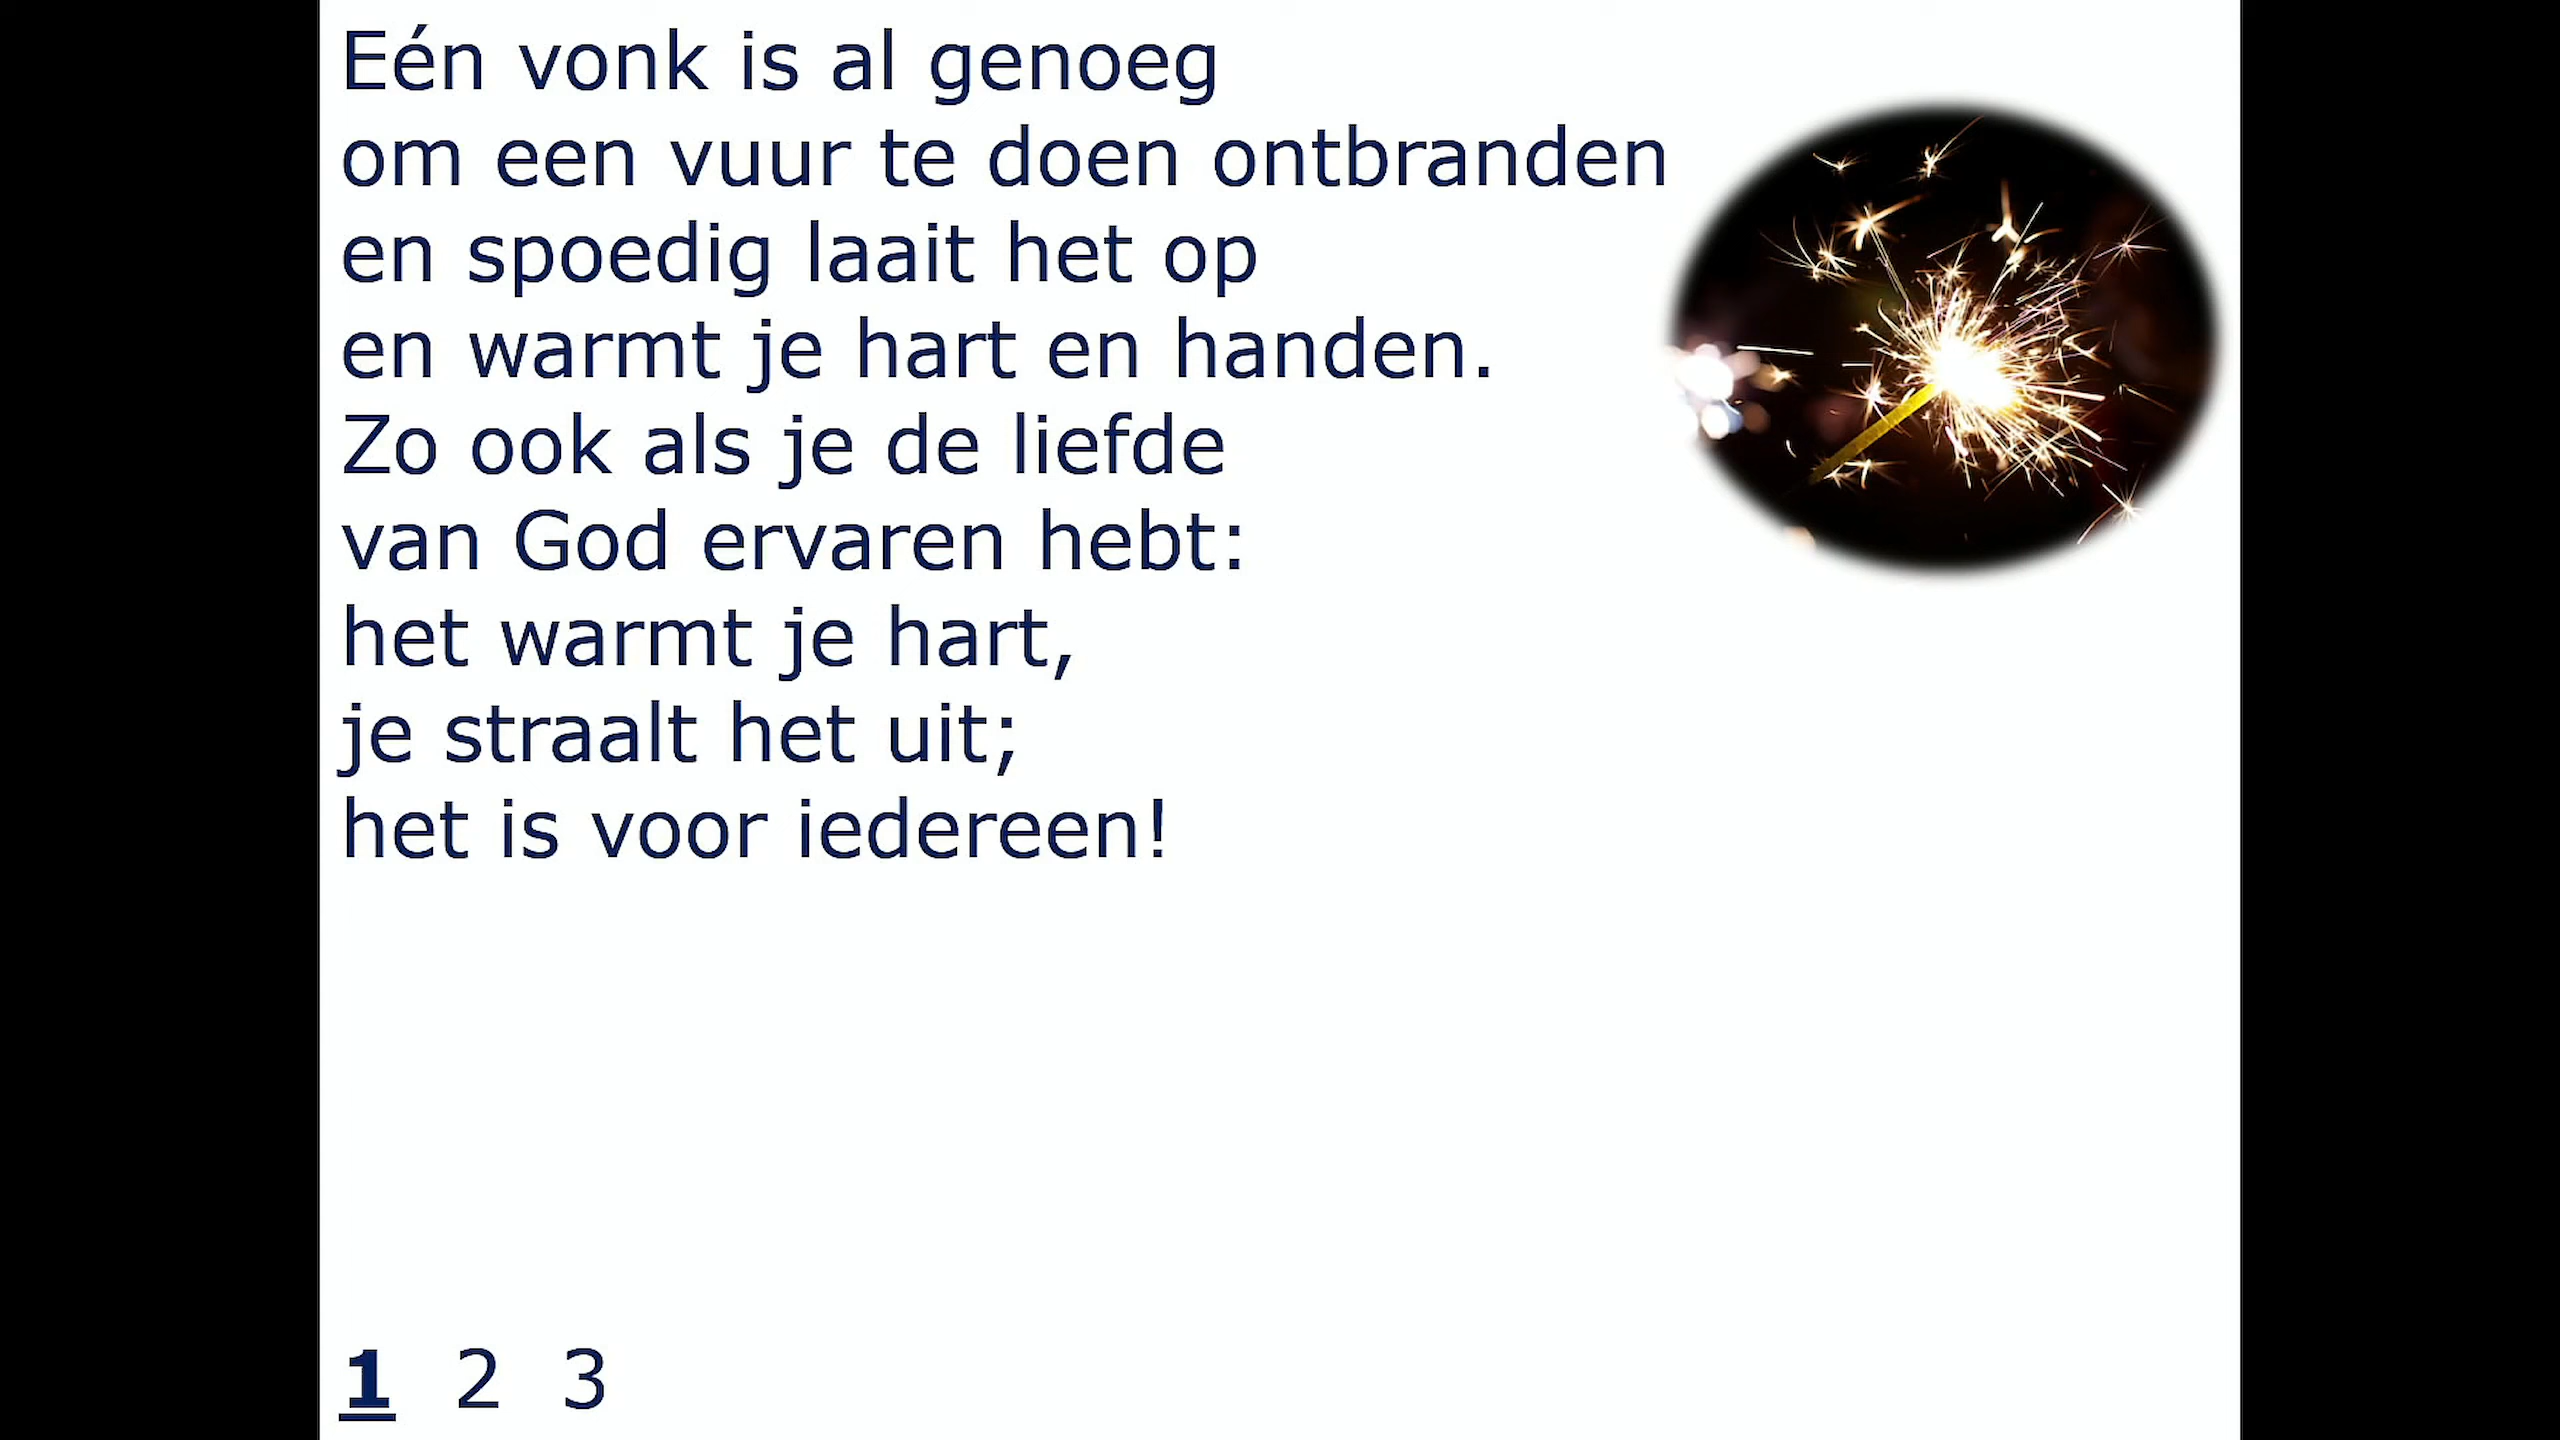 Eén vonk is al genoeg
om een vuur te doen ontbranden
en spoedig laait het op
en warmt je hart en handen.
Zo ook als je de liefde
van God ervaren hebt:
het warmt je hart,
je straalt het uit;
het is voor iedereen!
1 2 3